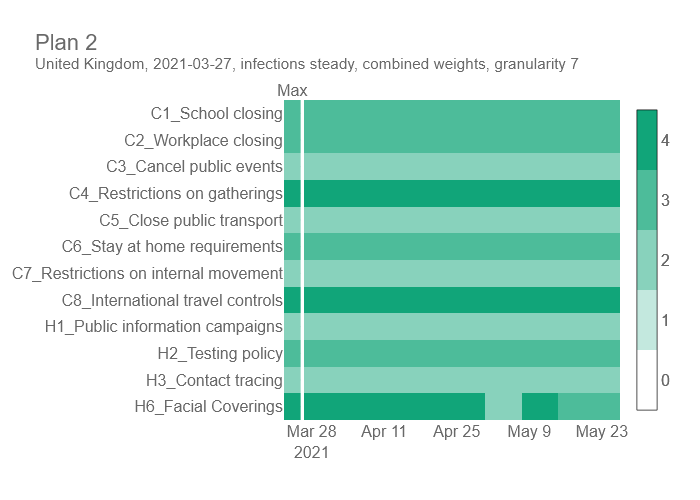 Plan 2
United Kingdom, 2021-03-27, infections steady, combined weights, granularity 7
Max
C1_School closing
C2_Workplace closing
C3_Cancel public events
C4_Restrictions on gatherings
C5_Close public transport
C6_Stay at home requirements
C7_Restrictions on internal movement
C8_International travel controls
H1_Public information campaigns
H2_Testing policy
H3_Contact tracing
H6_Facial Coverings
Mar 28 Apr 11 Apr 25 May 9 May 23
2021
4
3
2
1
0